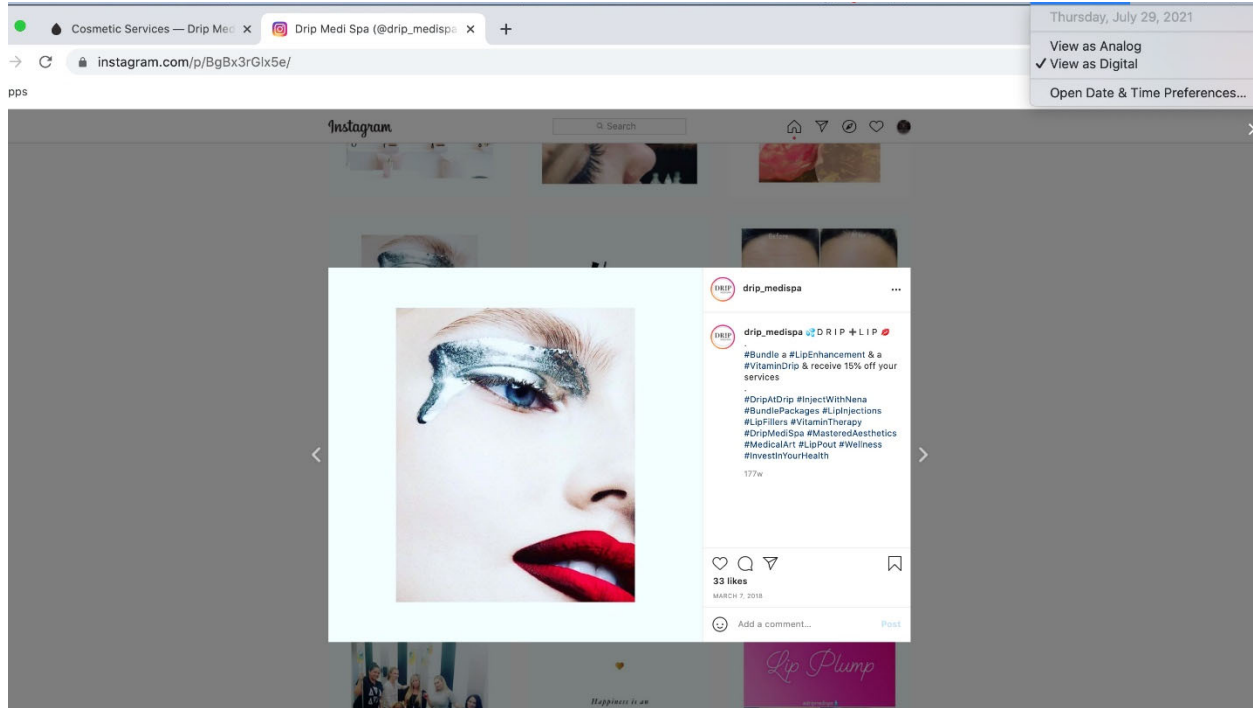 Thursday, July 29, 2021
Cosmetic Services — Drip Med
Drip Medi Spa (@drip_medispa
View as Analog
✓ View as Digital
instagram.com/p/BgBx3rGlx5e/
Open Date & Time Preferences...
pps
Instagram
Search
DRIP
drip_medispa
DRIP
drip_medispa 💦 D R I P ➕ L I P 💋
.
#Bundle a #LipEnhancement & a
#VitaminDrip & receive 15% off your
services
.
#DripAtDrip #InjectWithNena
#BundlePackages #LipInjections
#LipFillers #VitaminTherapy
#DripMediSpa #MasteredAesthetics
#MedicalArt #LipPout #Wellness
#InvestInYourHealth
177w
33 likes
MARCH 7, 2018
Add a comment...
Post
Lip Plump
Happiness is an